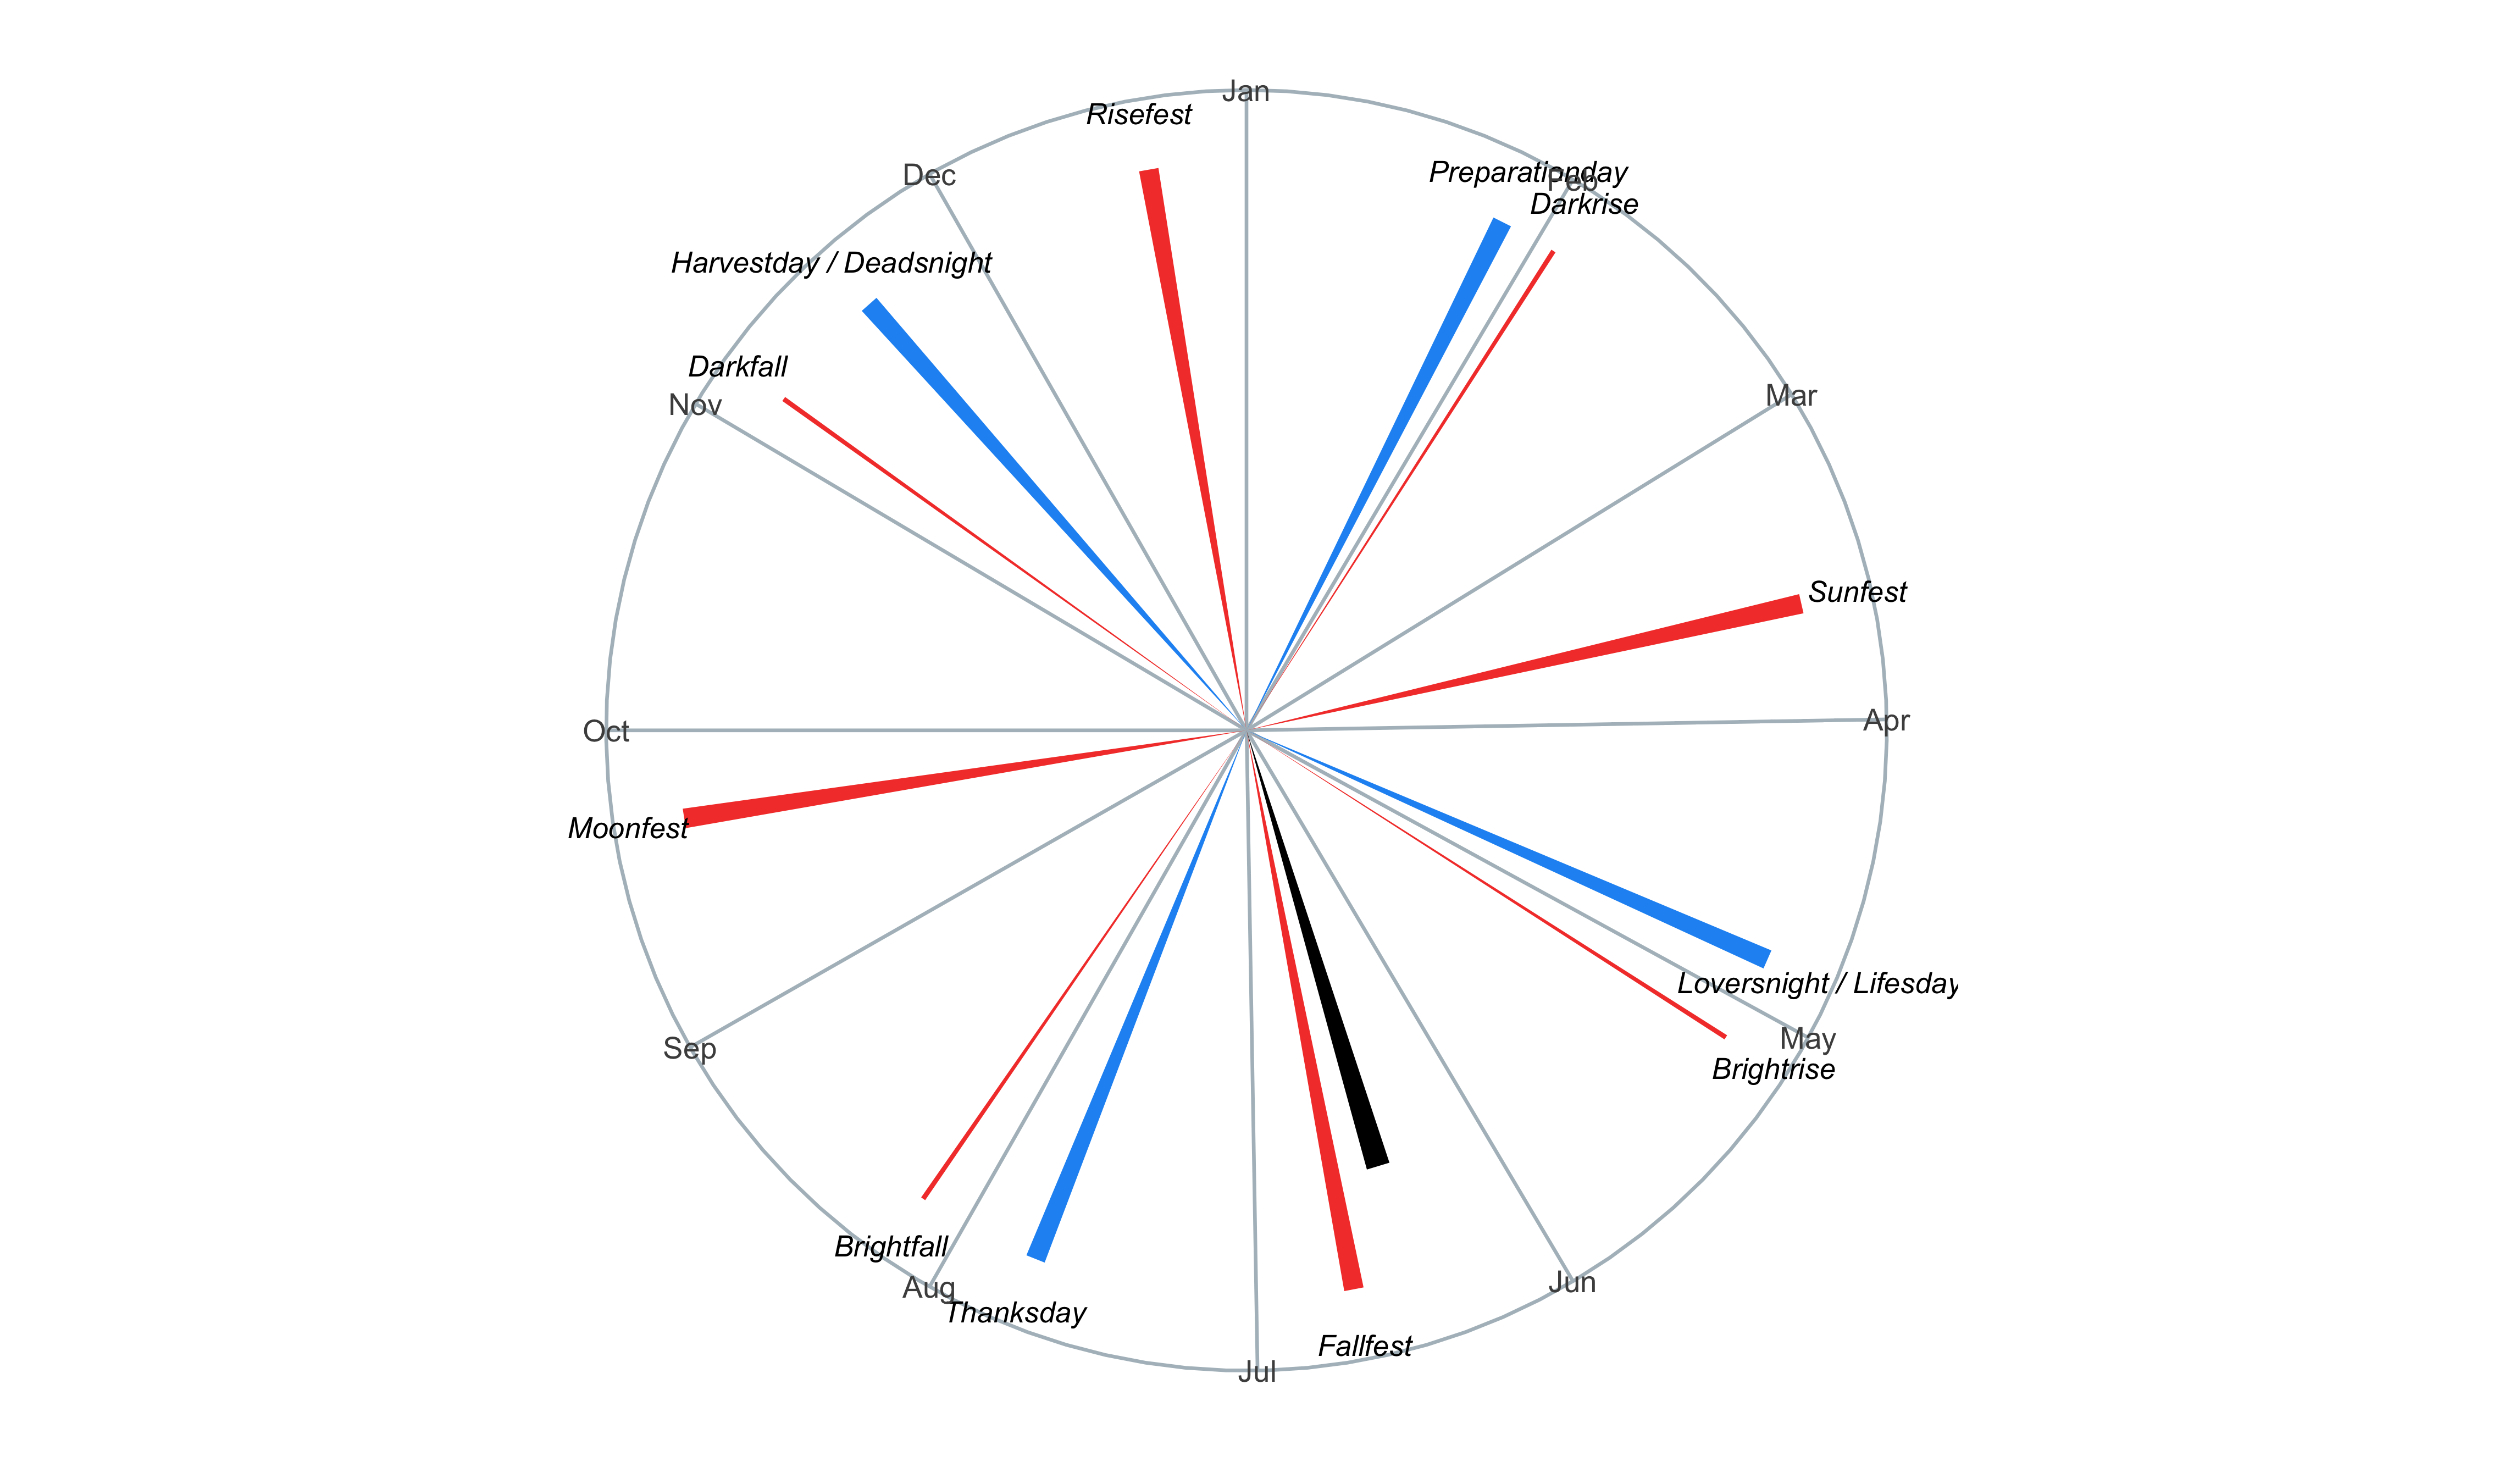 Jan
Risefest
Preparationday
Dec
Feb
Darkrise
Harvestday / Deadsnight
Darkfall
Mar
Nov
Sunfest
Oct
Apr
Moonfest
Loversnight / Lifesday
Sep
May
Brightrise
Brightfall
Aug
Jun
Thanksday
Fallfest
Jul